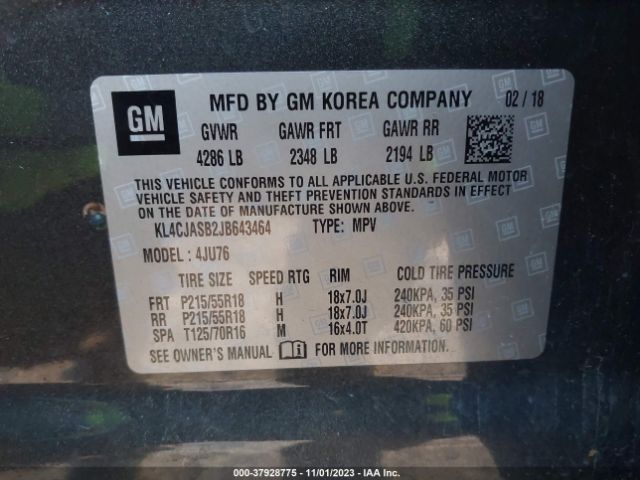 GM
MFD BY GM KOREA COMPANY 02 / 18
GVWR GAWR FRT GAWR RR
4286 LB 2348 LB 2194 LB
THIS VEHICLE CONFORMS TO ALL APPLICABLE U.S. FEDERAL MOTOR
VEHICLE SAFETY AND THEFT PREVENTION STANDARDS IN EFFECT
ON THE DATE OF MANUFACTURE SHOWN ABOVE.
KL4CJASB2JB643464 TYPE: MPV
MODEL : 4JU76
TIRE SIZE SPEED RTG RIM COLD TIRE PRESSURE
FRT P215/55R18 H 18x7.0J 240KPA, 35 PSI
RR P215/55R18 H 18x7.0J 240KPA, 35 PSI
SPA T125/70R16 M 16x4.0T 420KPA, 60 PSI
SEE OWNER'S MANUAL FOR MORE INFORMATION.
000-37928775 - 11/01/2023 - IAA Inc.